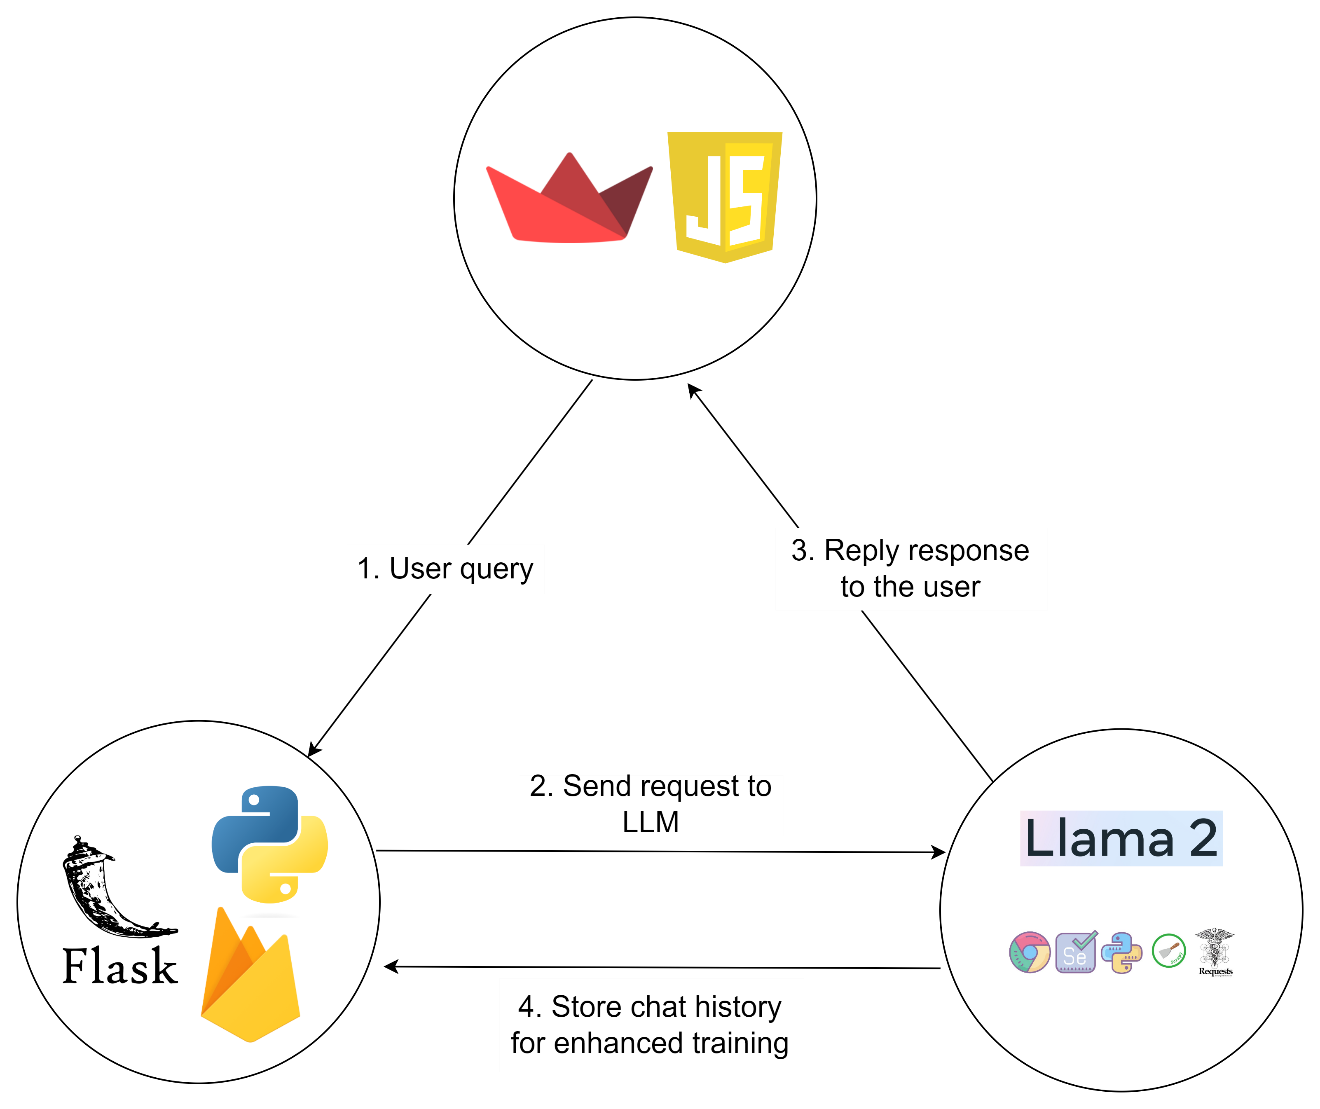 JS
1. User query
3. Reply response
to the user
2. Send request to
LLM
Flask
Llama 2
Se
Requests
4. Store chat history
for enhanced training